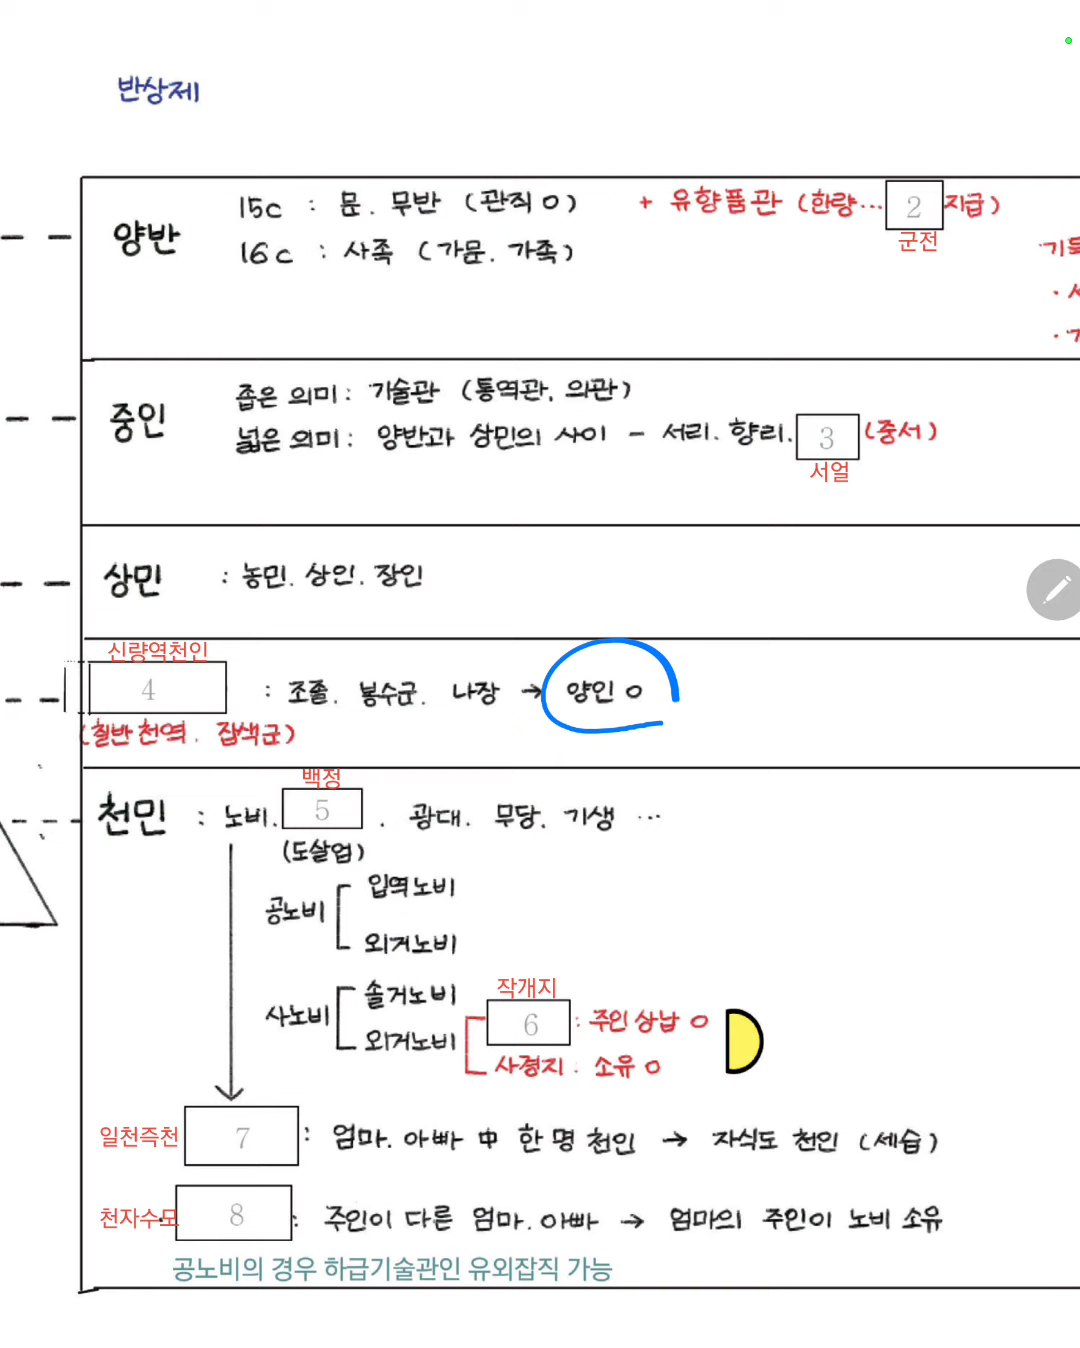 반상제
15c : 문. 무반 (관직 o) + 유향품관 (한량… 2 지급)
군전
양반
16c : 사족 (가문. 가족)
좁은 의미 : 기술관 (통역관. 의관)
중인
넓은 의미 : 양반과 상민의 사이 - 서리. 향리. 3 (중서)
서얼
상민 : 농민. 상인. 장인
신량역천인
4 : 조졸. 봉수군. 나장 → 양인 o
(칠반천역. 잡색군)
백정
천민 : 노비. 5 . 광대. 무당. 기생 …
(도살업)
공노비 입역노비
외거노비
작개지
사노비 솔거노비
외거노비 6 : 주인 상납 o
사경지 : 소유 o
일천즉천 7 : 엄마. 아빠 中 한 명 천인 → 자식도 천인 (세습)
천자수모 8 : 주인이 다른 엄마. 아빠 → 엄마의 주인이 노비 소유
공노비의 경우 하급기술관인 유외잡직 가능